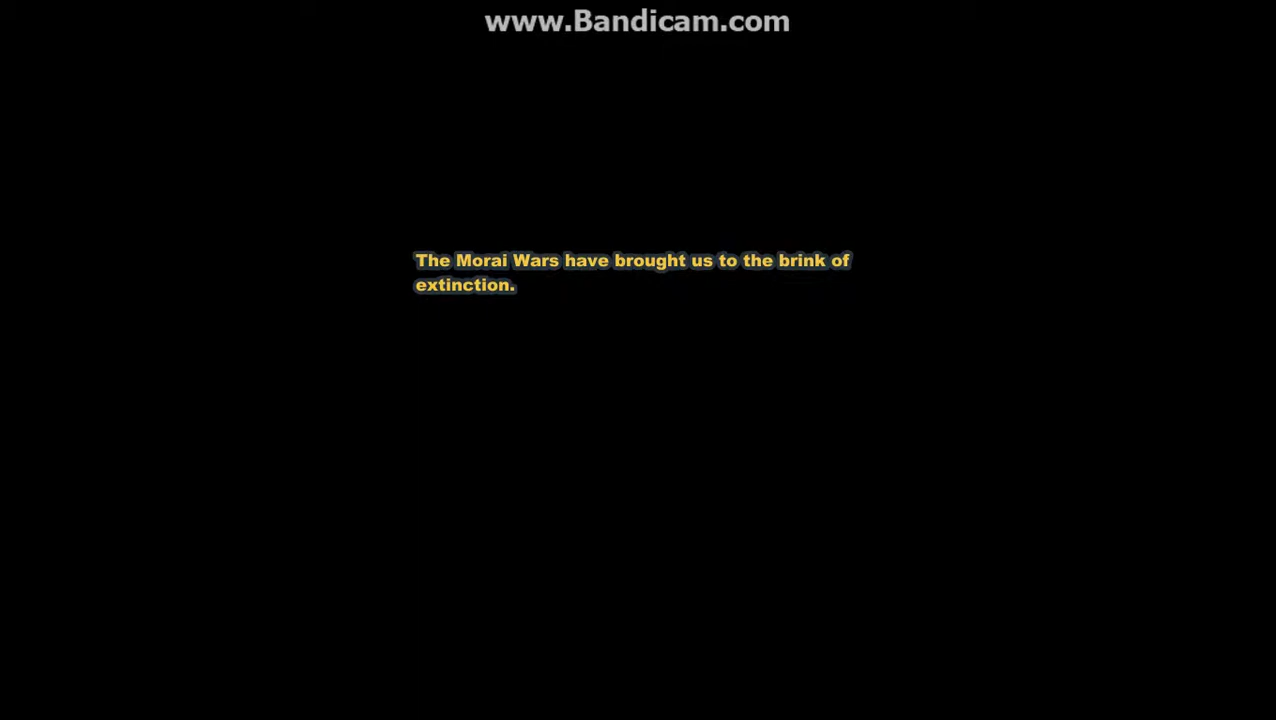 www.Bandicam.com
The Morai Wars have brought us to the brink of
extinction.